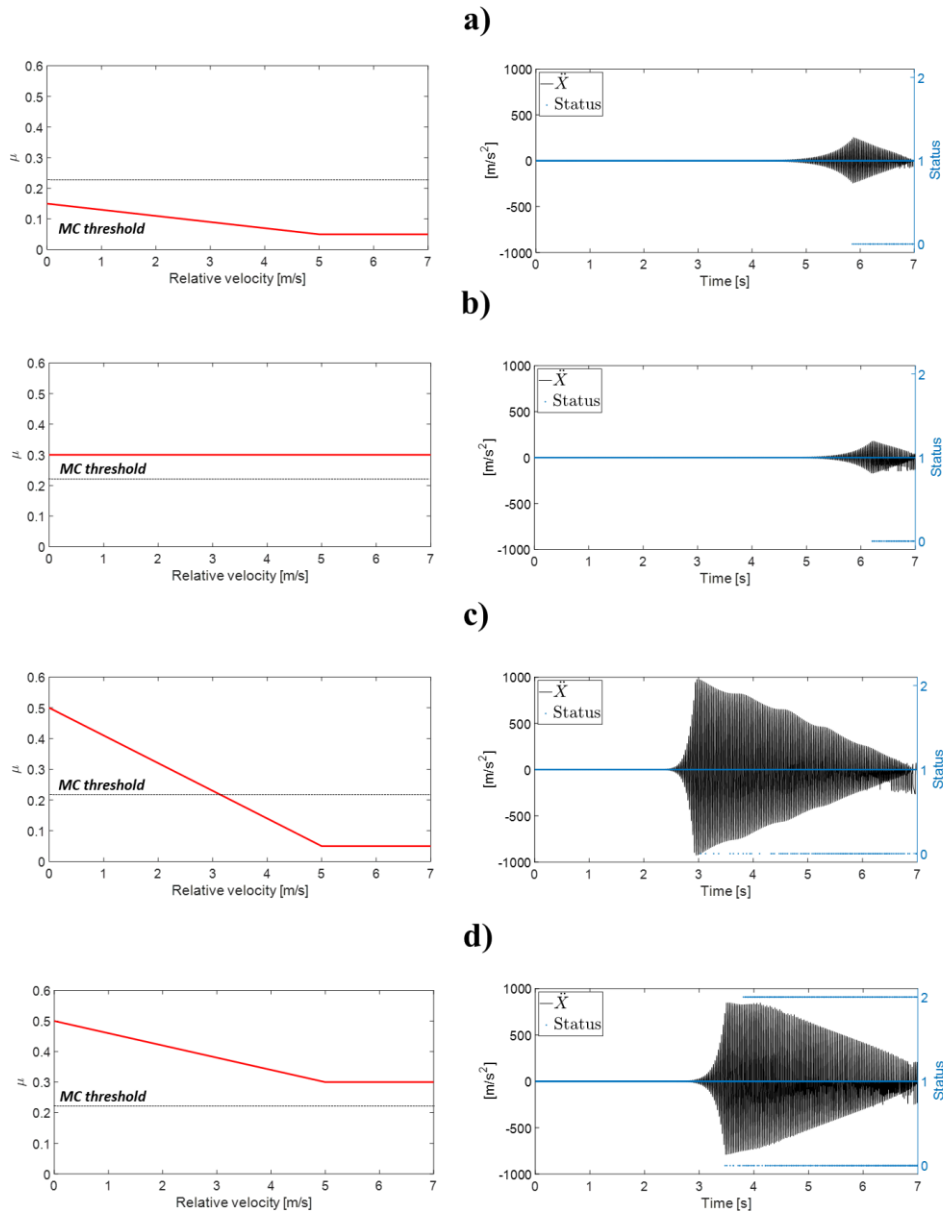 a)
0.6
0.5
0.4
0.3
0.2
0.1
0
μ
MC threshold
0 1 2 3 4 5 6 7
Relative velocity [m/s]
1000
500
0
-500
-1000
[m/s²]
Ẍ
Status
2
1
0
Status
0 1 2 3 4 5 6 7
Time [s]
b)
0.6
0.5
0.4
0.3
0.2
0.1
0
μ
MC threshold
0 1 2 3 4 5 6 7
Relative velocity [m/s]
1000
500
0
-500
-1000
[m/s²]
Ẍ
Status
2
1
0
Status
0 1 2 3 4 5 6 7
Time [s]
c)
0.6
0.5
0.4
0.3
0.2
0.1
0
μ
MC threshold
0 1 2 3 4 5 6 7
Relative velocity [m/s]
1000
500
0
-500
-1000
[m/s²]
Ẍ
Status
2
1
0
Status
0 1 2 3 4 5 6 7
Time [s]
d)
0.6
0.5
0.4
0.3
0.2
0.1
0
μ
MC threshold
0 1 2 3 4 5 6 7
Relative velocity [m/s]
1000
500
0
-500
-1000
[m/s²]
Ẍ
Status
2
1
0
Status
0 1 2 3 4 5 6 7
Time [s]